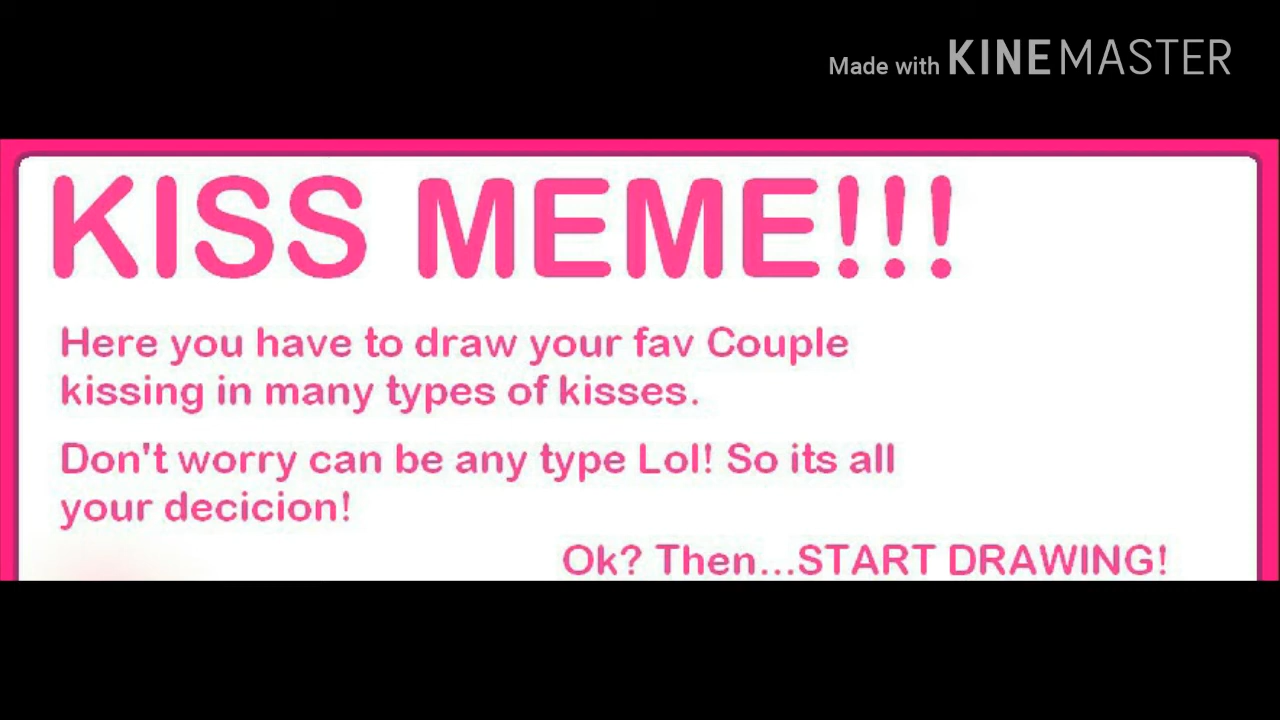 Made with KINEMASTER
KISS MEME!!!
Here you have to draw your fav Couple
kissing in many types of kisses.
Don't worry can be any type Lol! So its all
your decicion!
Ok? Then...START DRAWING!